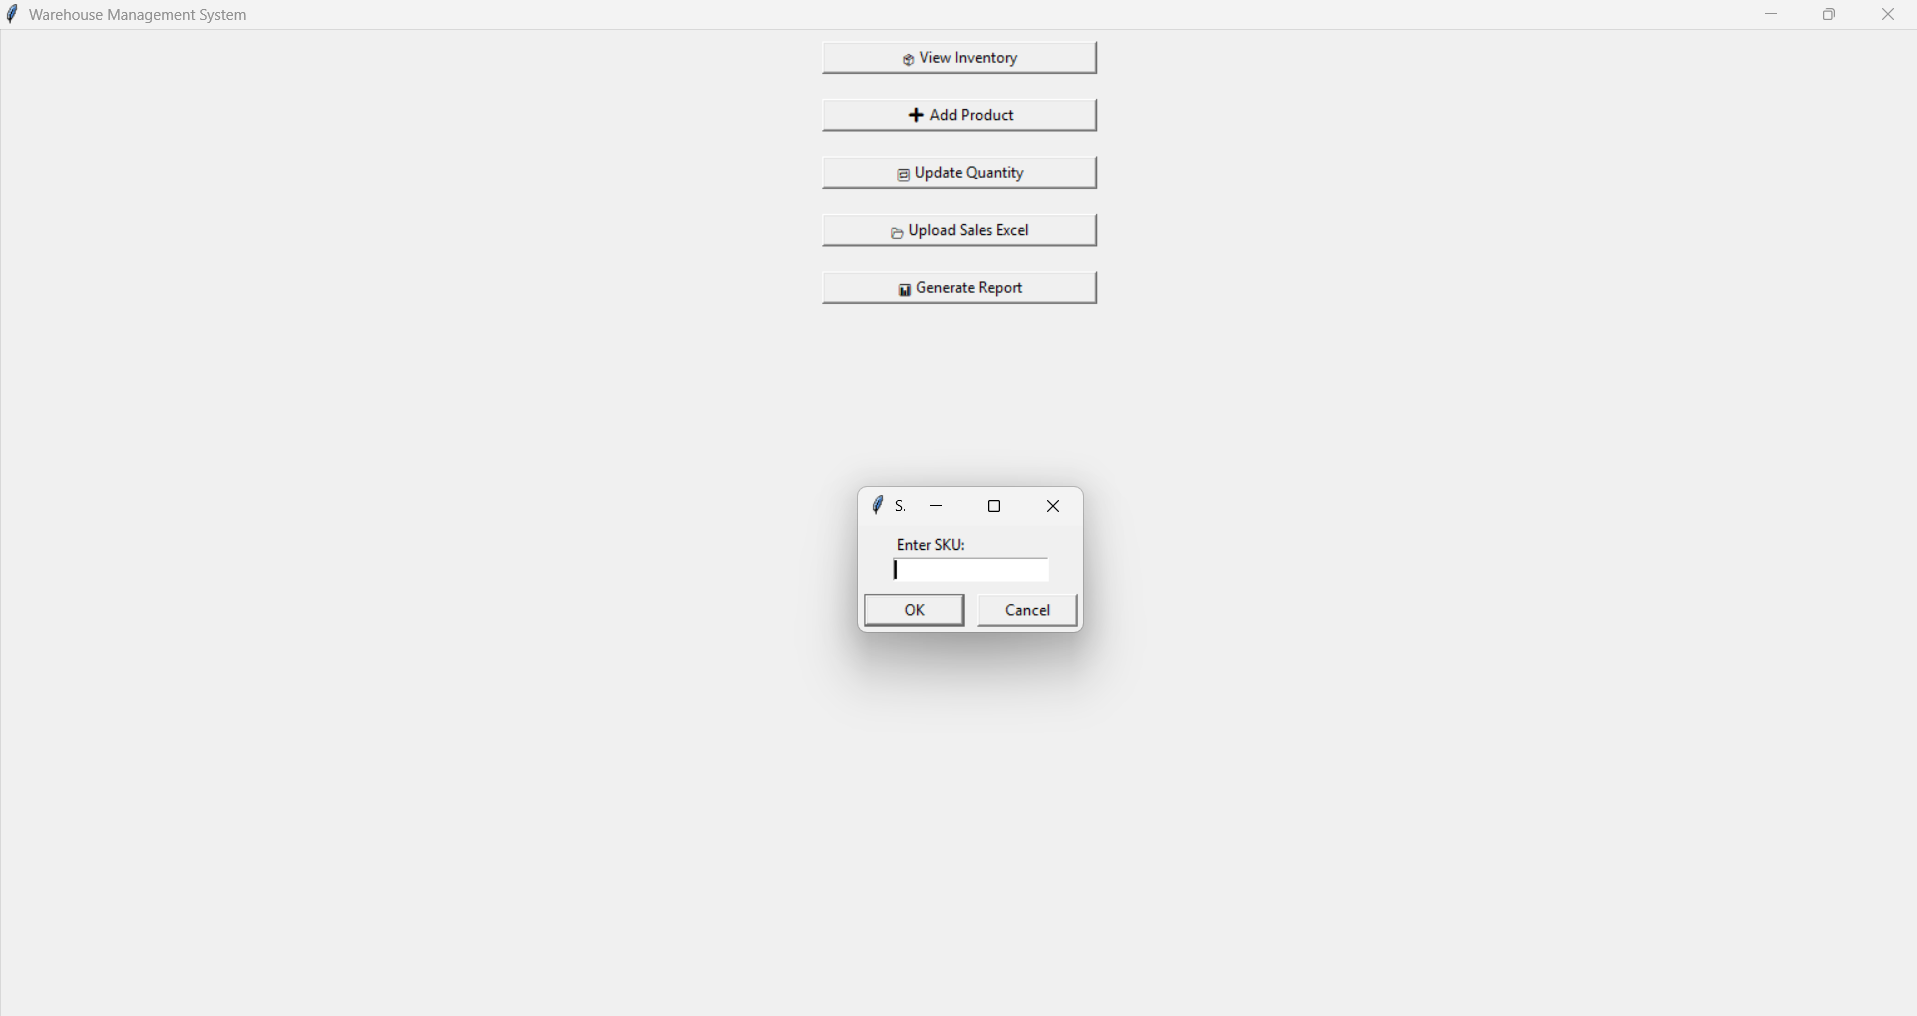 Warehouse Management System
View Inventory
Add Product
Update Quantity
Upload Sales Excel
Generate Report
S.
Enter SKU:
OK Cancel